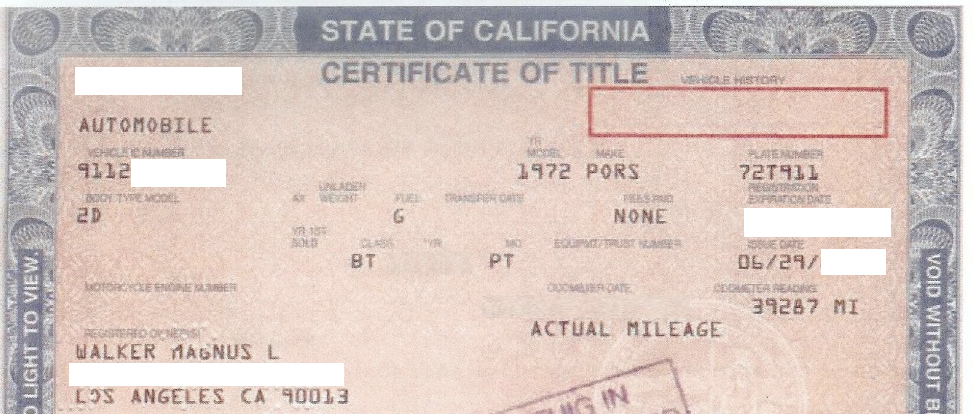 STATE OF CALIFORNIA
CERTIFICATE OF TITLE
VEHICLE HISTORY
AUTOMOBILE
VEHICLE ID NUMBER
YR
MODEL
MAKE
PLATE NUMBER
9112
1972 PORS
72T911
BODY TYPE MODEL
AX
UNLADEN
WEIGHT
FUEL
TRANSFER DATE
FEES PAID
REGISTRATION
EXPIRATION DATE
2D
G
NONE
YR 1ST
SOLD
CLASS
*YR
MO
EQUIPMT/TRUST NUMBER
ISSUE DATE
BT
PT
06/29/
MOTORCYCLE ENGINE NUMBER
ODOMETER DATE
ODOMETER READING
39287 MI
ACTUAL MILEAGE
REGISTERED OWNER(S)
WALKER MAGNUS L
LOS ANGELES CA 90013
IN
LIGHT TO VIEW
VOID WITHOUT